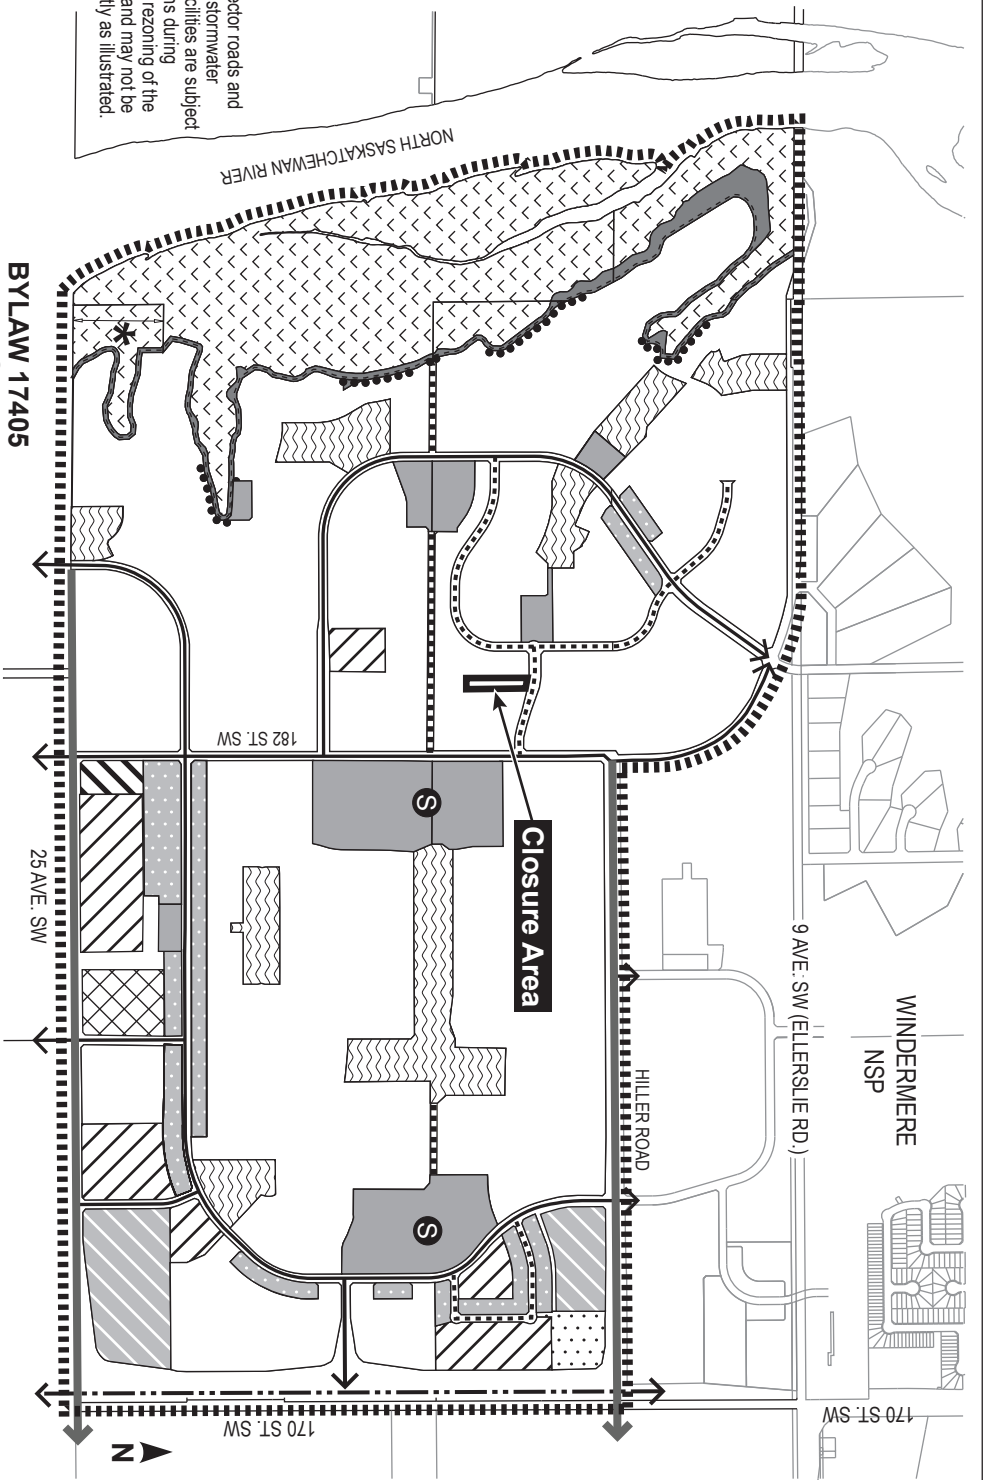 ector roads and
stormwater
cilities are subject
ns during
rezoning of the
and may not be
tly as illustrated.
NORTH SASKATCHEWAN RIVER
BYLAW 17405
182 ST. SW
S
Closure Area
25 AVE. SW
9 AVE. SW (ELLERSLIE RD.)
WINDERMERE
NSP
HILLER ROAD
S
170 ST. SW
170 ST. SW
N